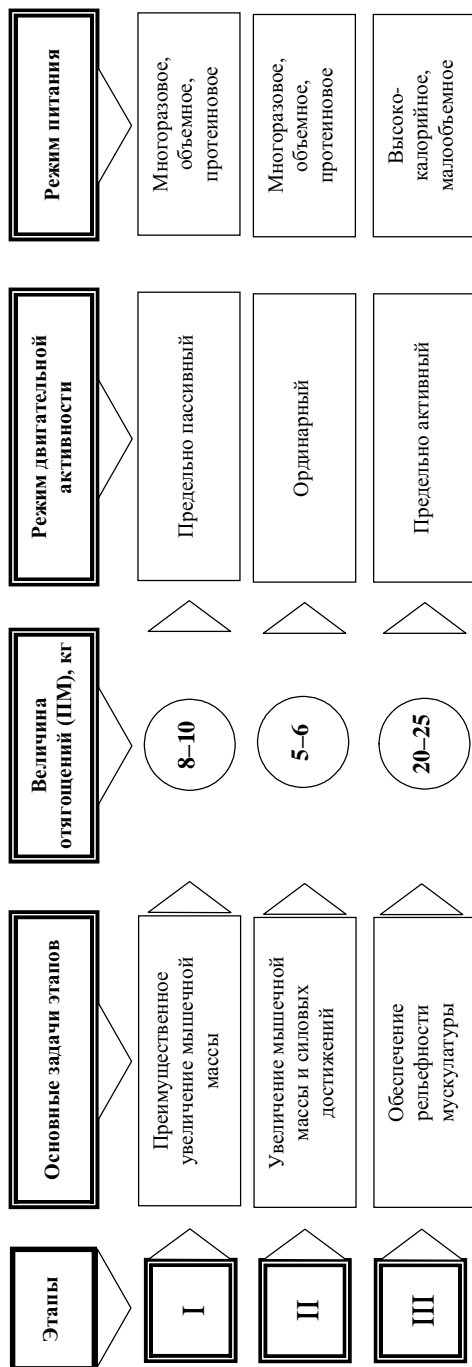 Этапы
Основные задачи этапов
Величина
отягощений (ПМ), кг
Режим двигательной
активности
Режим питания
I
Преимущественное
увеличение мышечной
массы
8–10
Предельно пассивный
Многоразовое,
объемное,
протеиновое
II
Увеличение мышечной
массы и силовых
достижений
5–6
Ординарный
Многоразовое,
объемное,
протеиновое
III
Обеспечение
рельефности
мускулатуры
20–25
Предельно активный
Высоко-
калорийное,
малообъемное